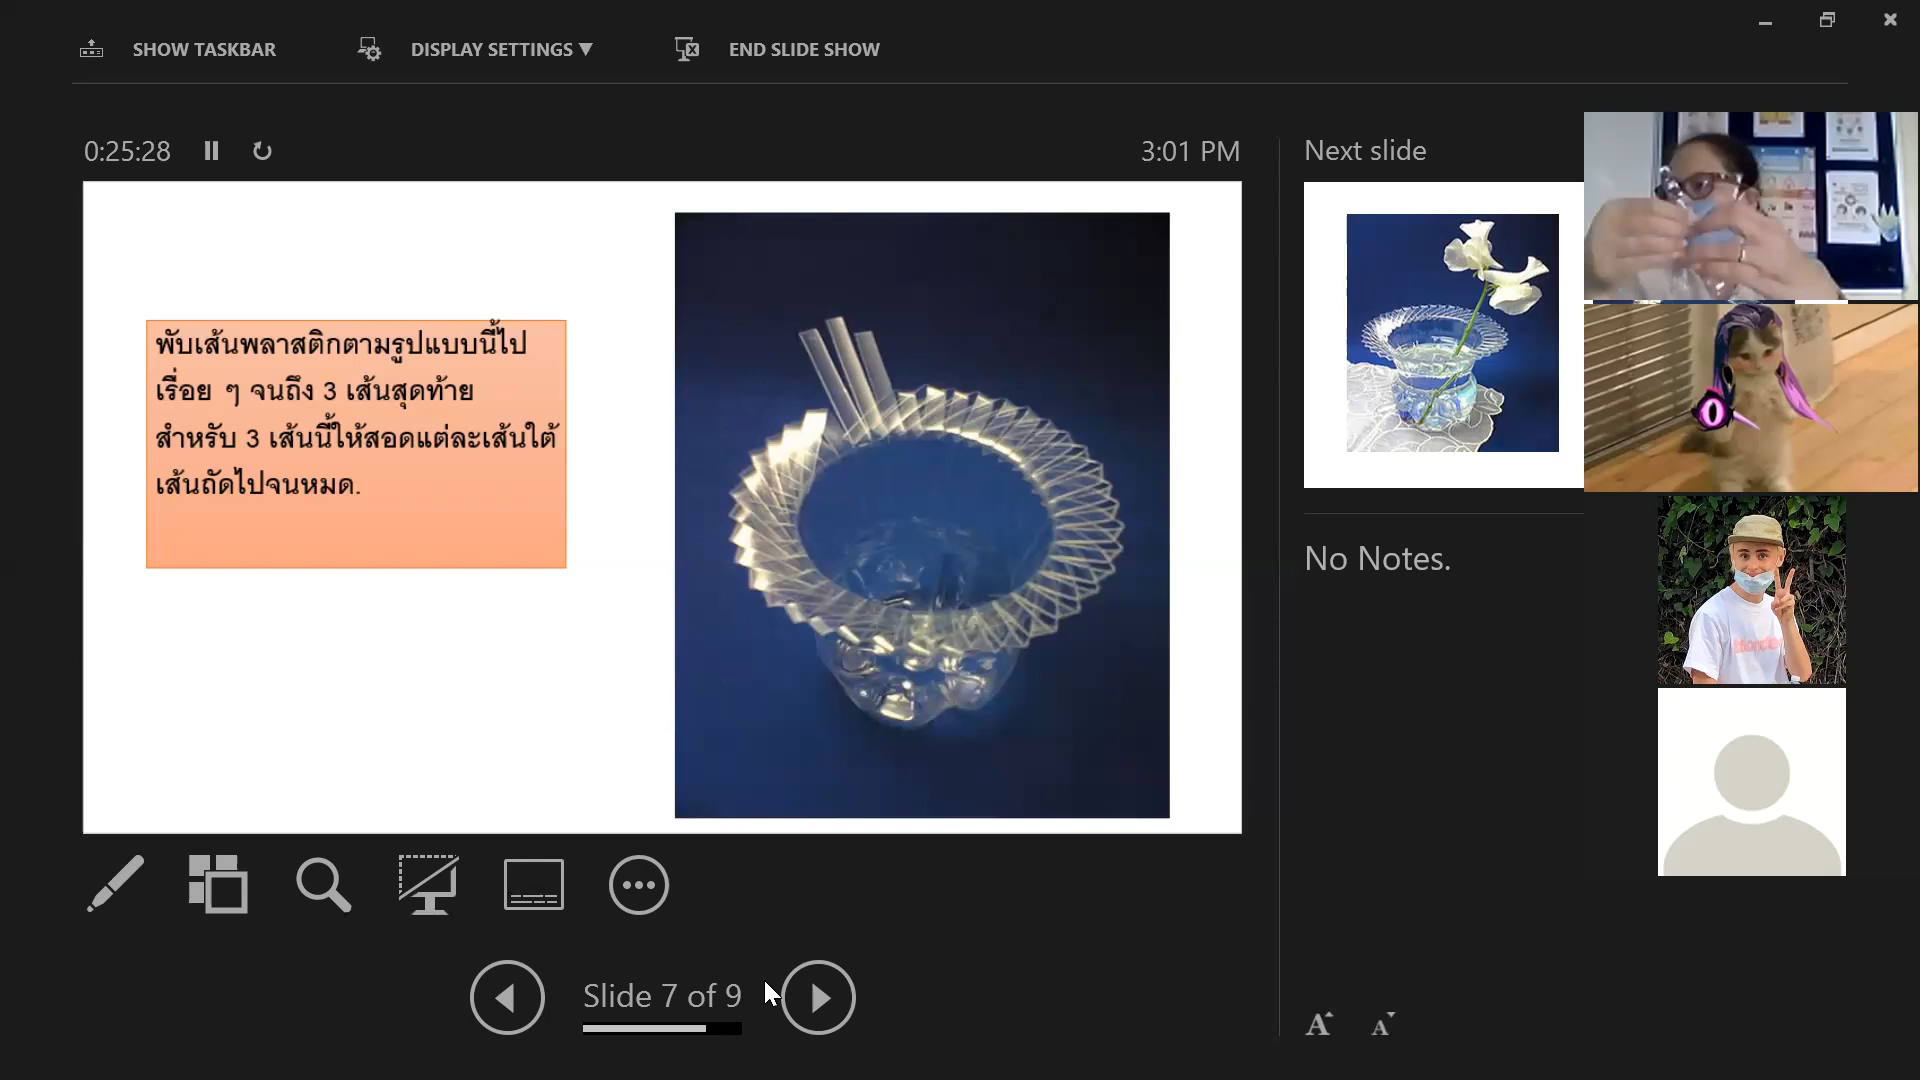 SHOW TASKBAR
DISPLAY SETTINGS ▼
END SLIDE SHOW
0:25:28
3:01 PM
พับเส้นพลาสติกตามรูปแบบนี้ไป
เรื่อย ๆ จนถึง 3 เส้นสุดท้าย
สำหรับ 3 เส้นนี้ให้สอดแต่ละเส้นใต้
เส้นถัดไปจนหมด.
Next slide
No Notes.
Slide 7 of 9
A A